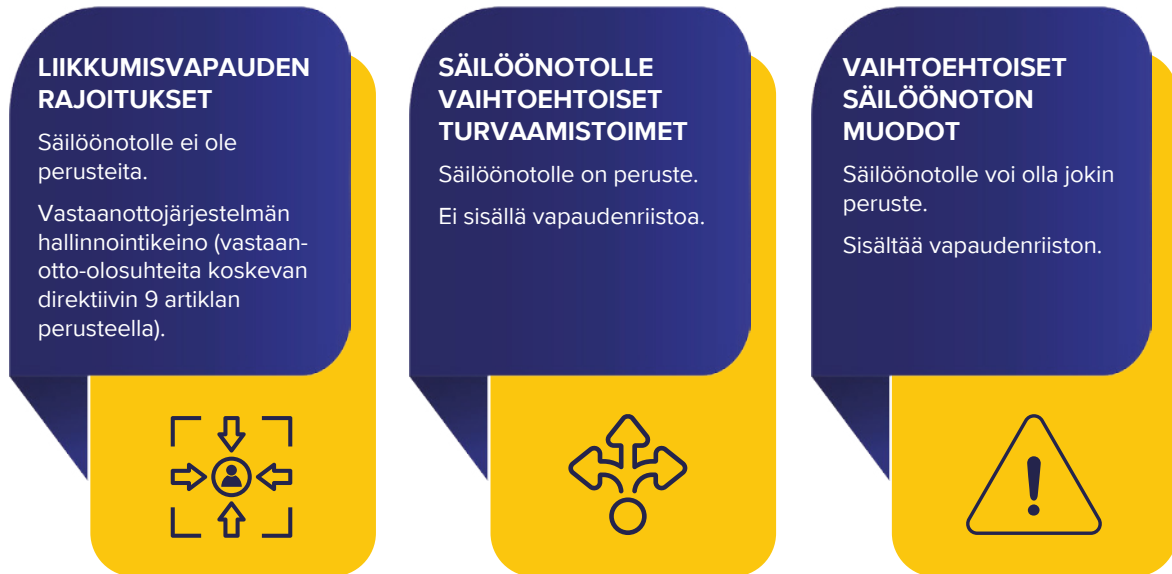 LIIKKUMISVAPAUDEN
RAJOITUKSET
Säilöönotolle ei ole
perusteita.
Vastaanottojärjestelmän
hallinnointikeino (vastaan-
otto-olosuhteita koskevan
direktiivin 9 artiklan
perusteella).
SÄILÖÖNOTOLLE
VAIHTOEHTOISET
TURVAAMISTOIMET
Säilöönotolle on peruste.
Ei sisällä vapaudenriistoa.
VAIHTOEHTOISET
SÄILÖÖNOTON
MUODOT
Säilöönotolle voi olla jokin
peruste.
Sisältää vapaudenriiston.